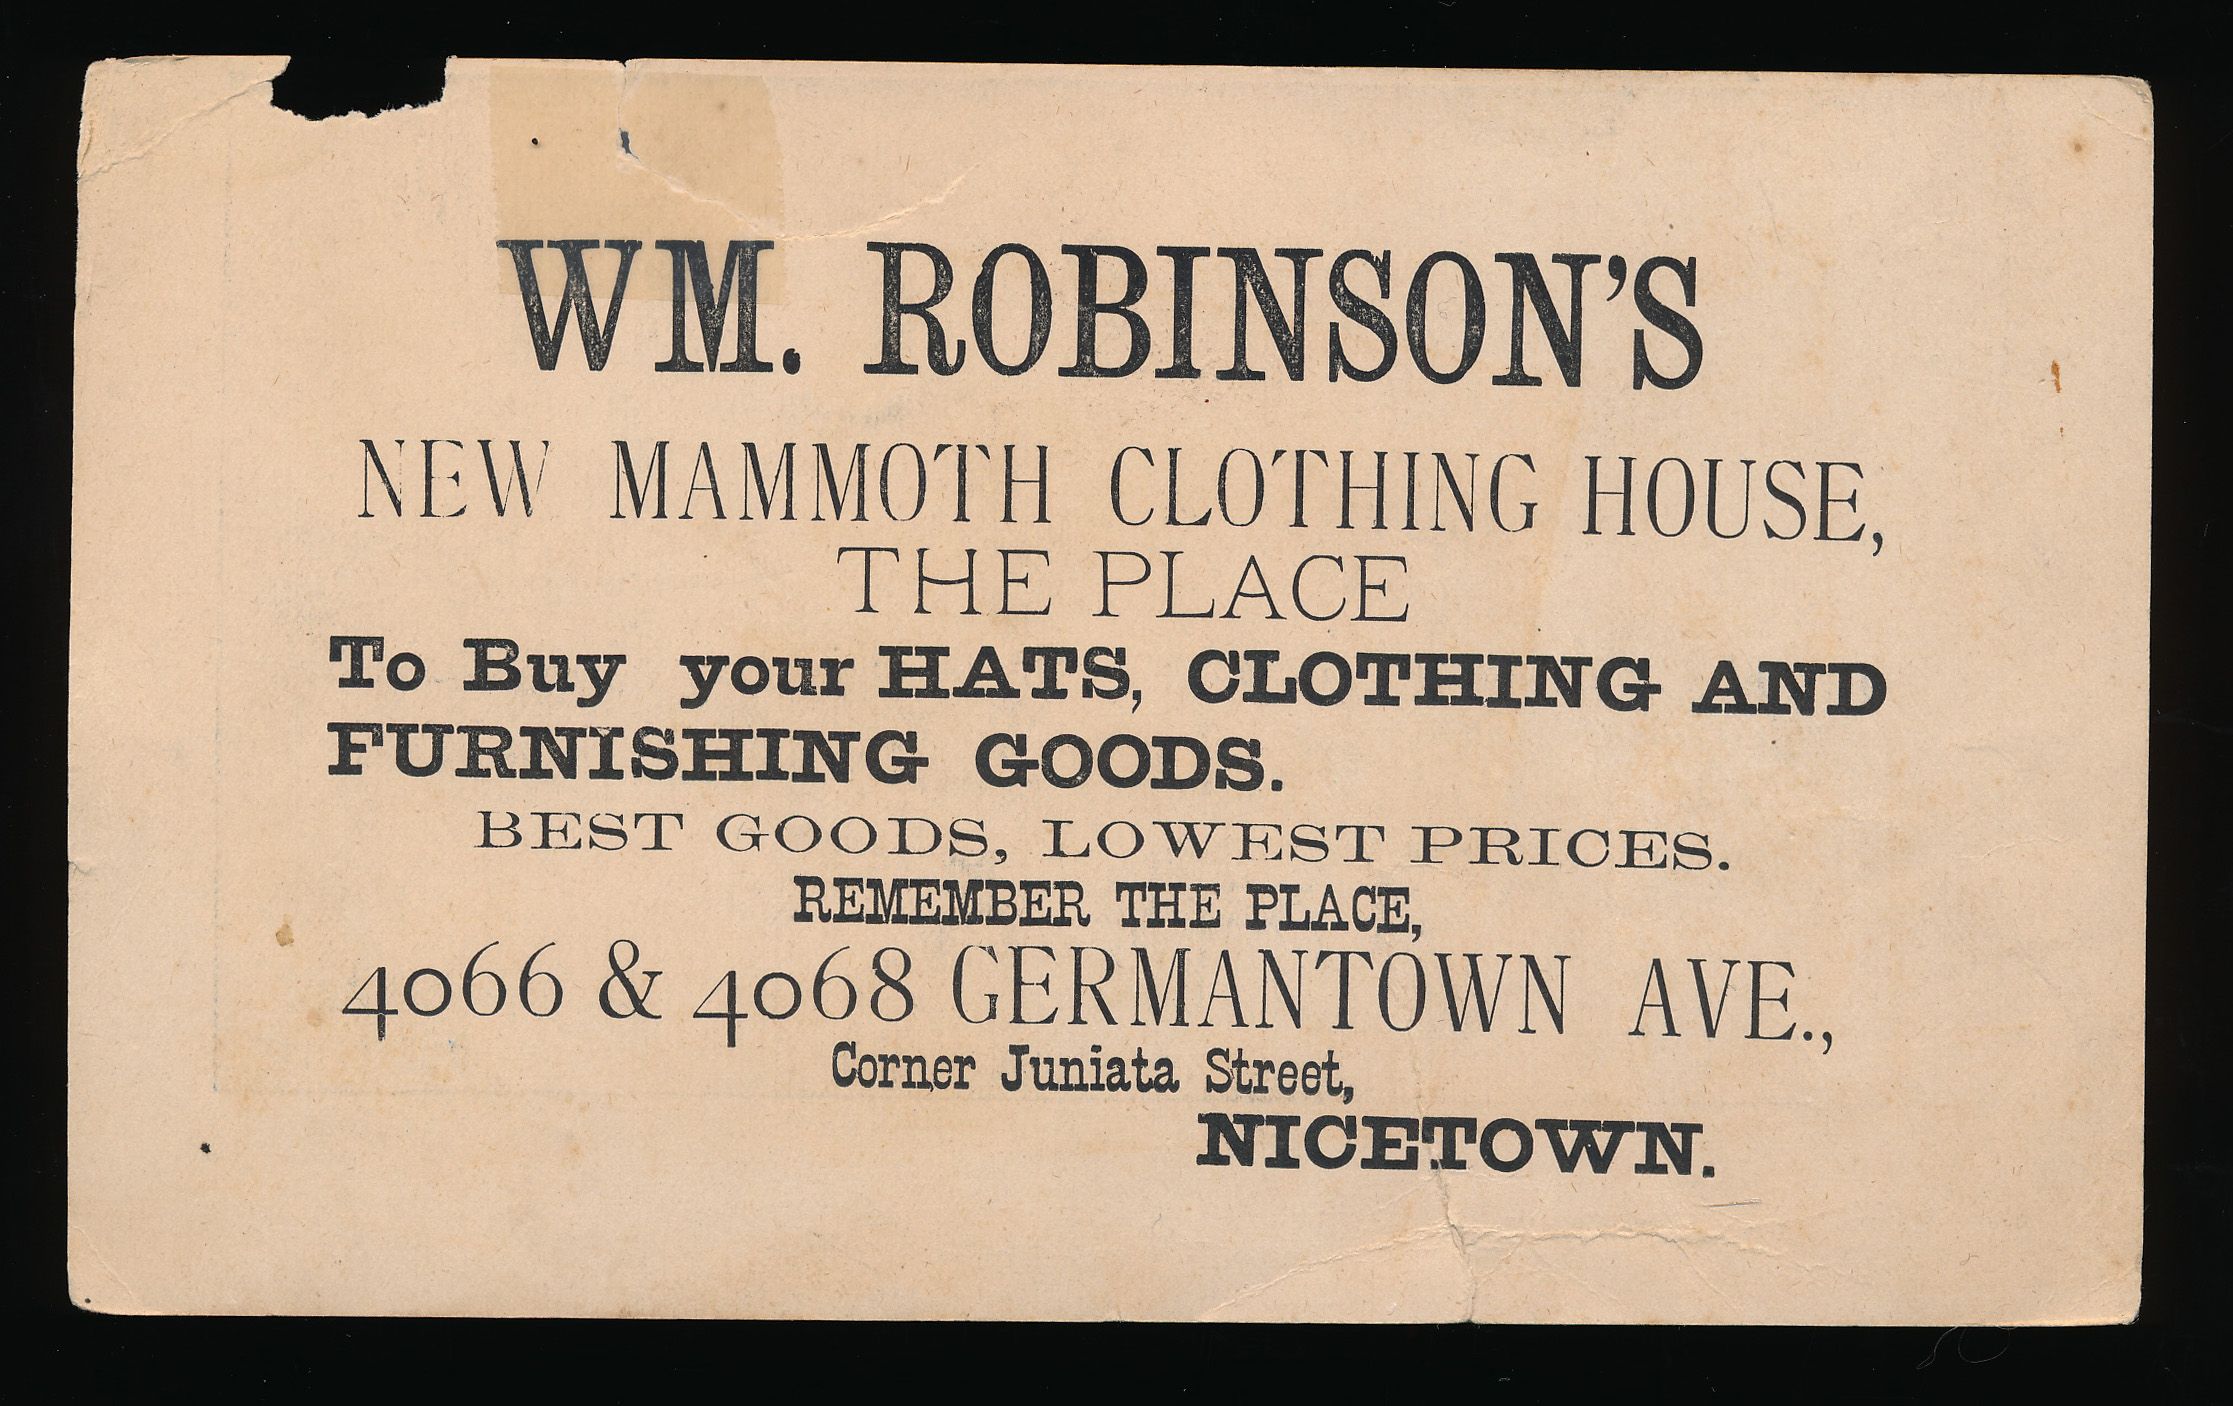 WM. ROBINSON'S
NEW MAMMOTH CLOTHING HOUSE,
THE PLACE
To Buy your HATS, CLOTHING AND
FURNISHING GOODS.
BEST GOODS, LOWEST PRICES.
REMEMBER THE PLACE,
4066 & 4068 GERMANTOWN AVE.,
Corner Juniata Street,
NICETOWN.